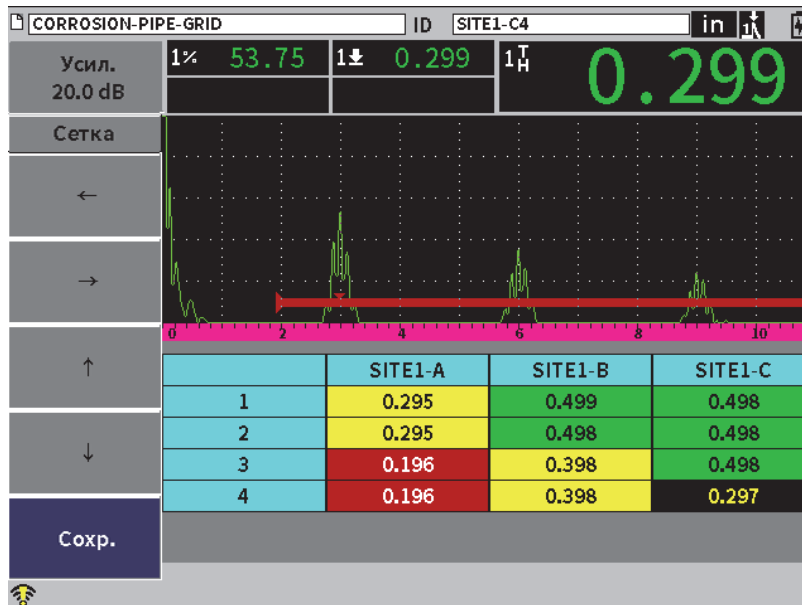 CORROSION-PIPE-GRID ID SITE1-C4 in
Усил.
20.0 dB
1% 53.75 1 0.299 1TH 0.299
Сетка
←
→
↑
↓
Сохр.
0 2 4 6 8 10
SITE1-A SITE1-B SITE1-C
1 0.295 0.499 0.498
2 0.295 0.498 0.498
3 0.196 0.398 0.498
4 0.196 0.398 0.297